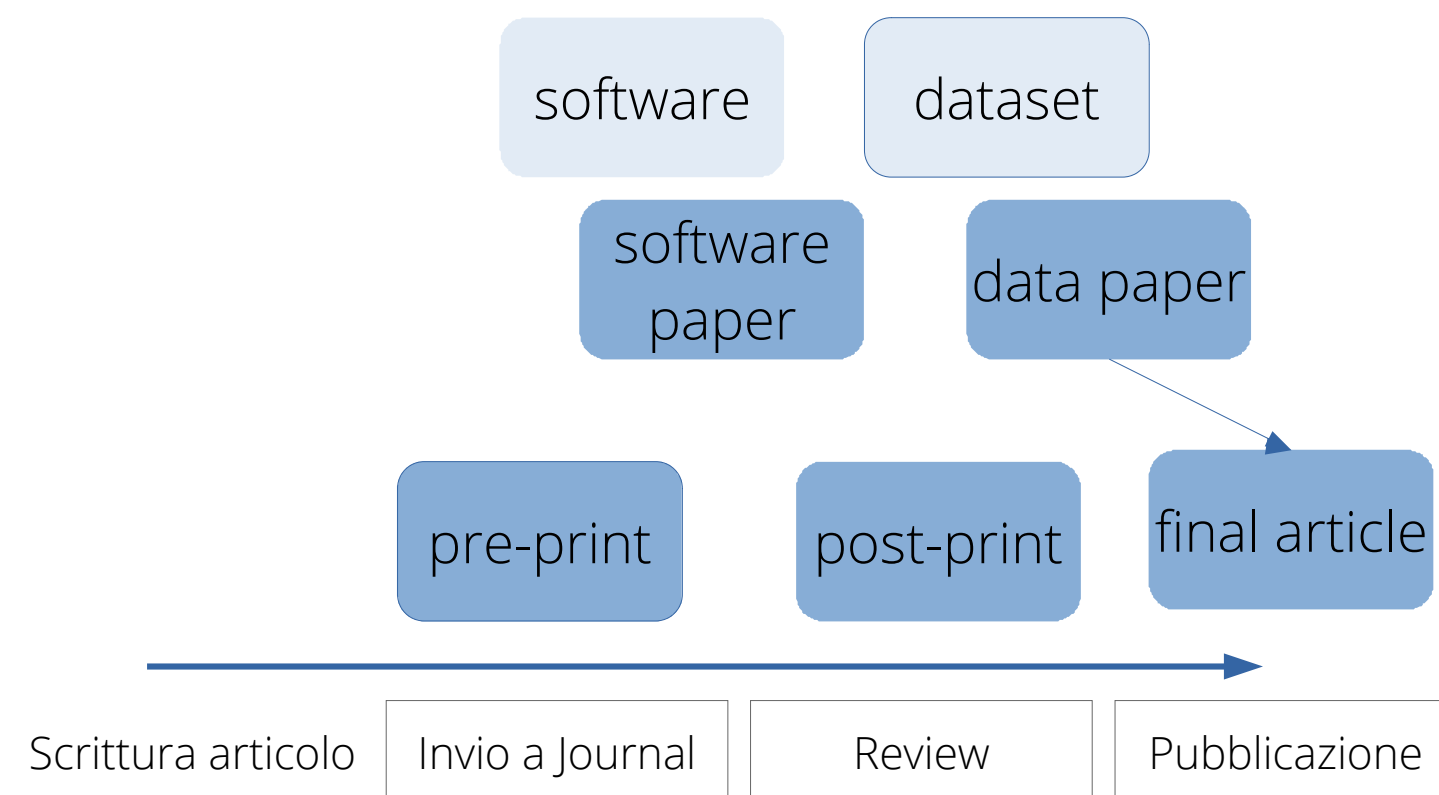 software
dataset
software
paper
data paper
pre-print
post-print
final article
Scrittura articolo
Invio a Journal
Review
Pubblicazione